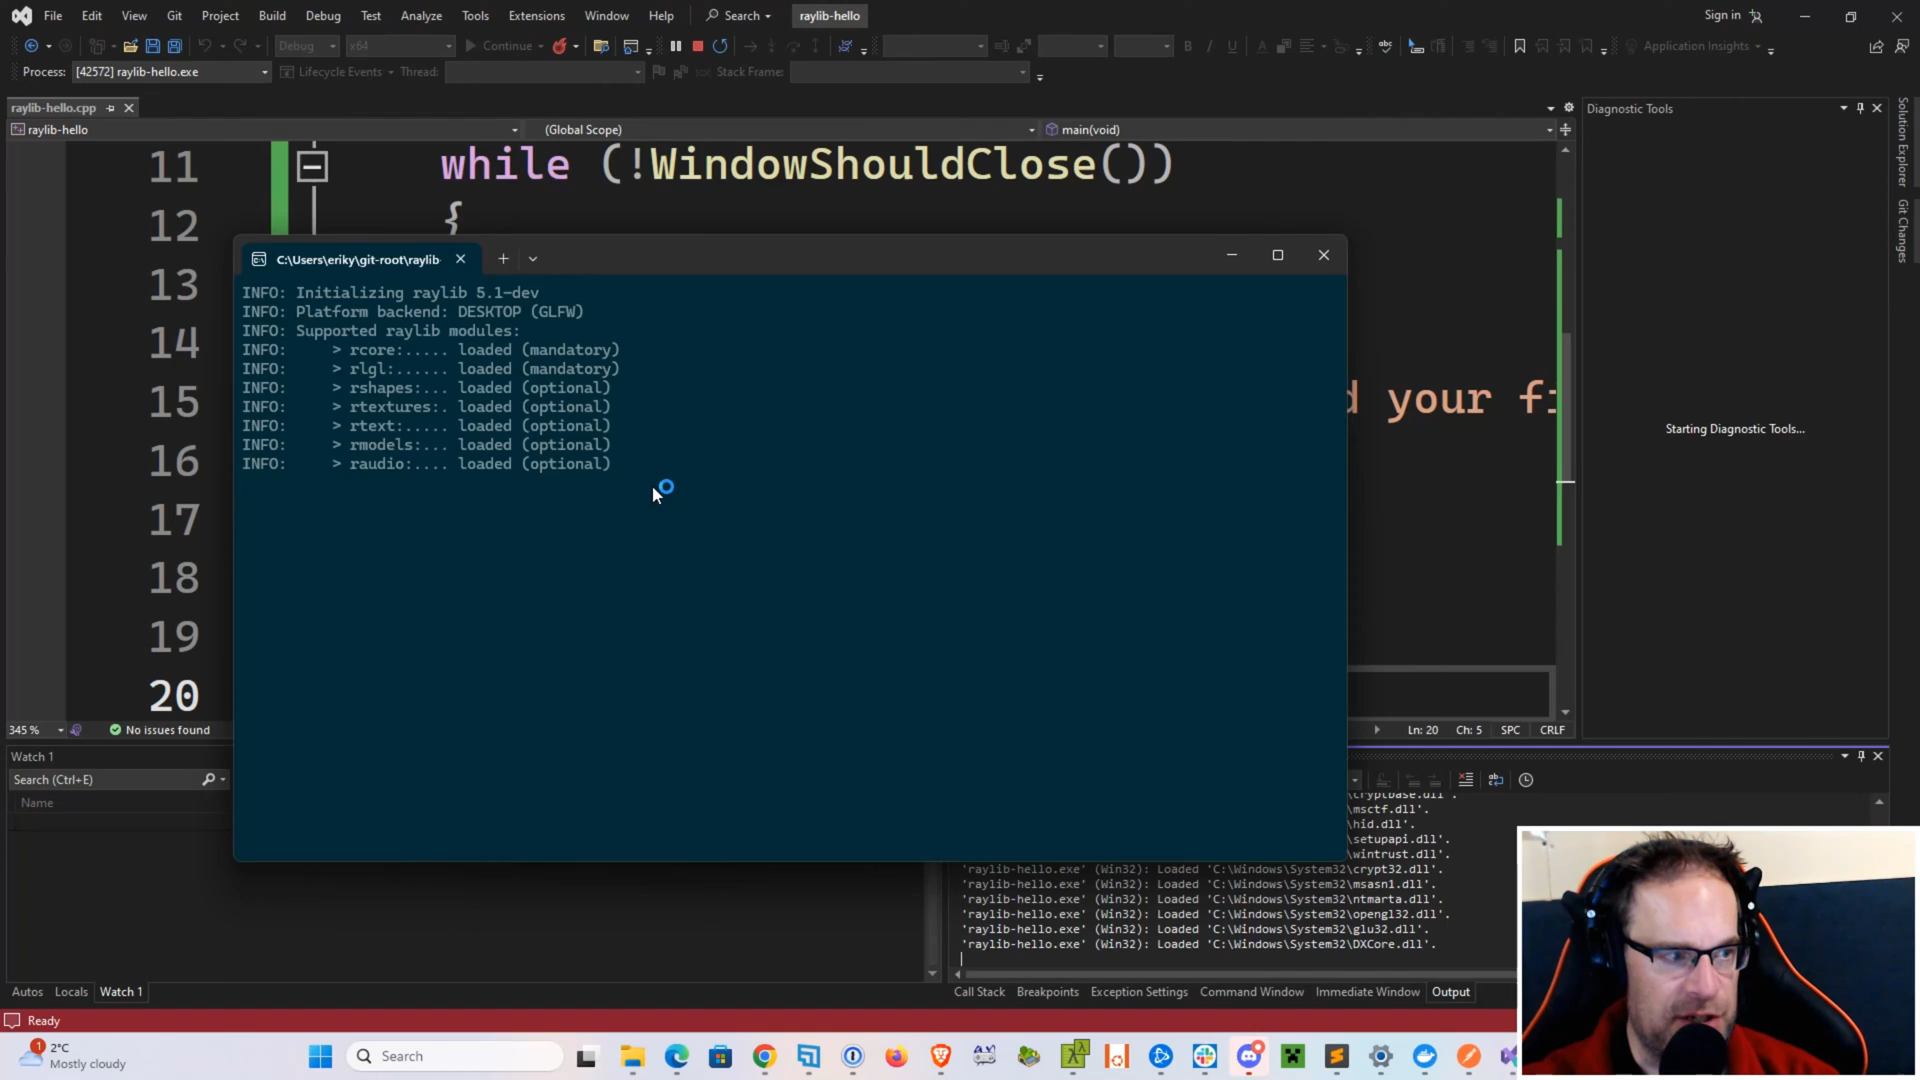 File Edit View Git Project Build Debug Test Analyze Tools Extensions Window Help Search raylib-hello Sign in
Debug x64 Continue Application Insights
Process: [42572] raylib-hello.exe Lifecycle Events Thread: Stack Frame:
raylib-hello.cpp
raylib-hello (Global Scope) main(void)
11 while (!WindowShouldClose())
12 {
13
14
15 d your fi
16
17
18
19
20
C:\Users\eriky\git-root\raylib-
INFO: Initializing raylib 5.1-dev
INFO: Platform backend: DESKTOP (GLFW)
INFO: Supported raylib modules:
INFO:     > rcore:..... loaded (mandatory)
INFO:     > rlgl:...... loaded (mandatory)
INFO:     > rshapes:... loaded (optional)
INFO:     > rtextures:. loaded (optional)
INFO:     > rtext:..... loaded (optional)
INFO:     > rmodels:... loaded (optional)
INFO:     > raudio:.... loaded (optional)
Diagnostic Tools
Starting Diagnostic Tools...
Solution Explorer
Git Changes
345 % No issues found Ln: 20 Ch: 5 SPC CRLF
Watch 1
Search (Ctrl+E)
Name
\cryptbase.dll'.
\msctf.dll'.
\hid.dll'.
\setupapi.dll'.
\wintrust.dll'.
'raylib-hello.exe' (Win32): Loaded 'C:\Windows\System32\crypt32.dll'.
'raylib-hello.exe' (Win32): Loaded 'C:\Windows\System32\msasn1.dll'.
'raylib-hello.exe' (Win32): Loaded 'C:\Windows\System32\ntmarta.dll'.
'raylib-hello.exe' (Win32): Loaded 'C:\Windows\System32\opengl32.dll'.
'raylib-hello.exe' (Win32): Loaded 'C:\Windows\System32\glu32.dll'.
'raylib-hello.exe' (Win32): Loaded 'C:\Windows\System32\DXCore.dll'.
Autos Locals Watch 1
Call Stack Breakpoints Exception Settings Command Window Immediate Window Output
Ready
1 2°C
Mostly cloudy
Search